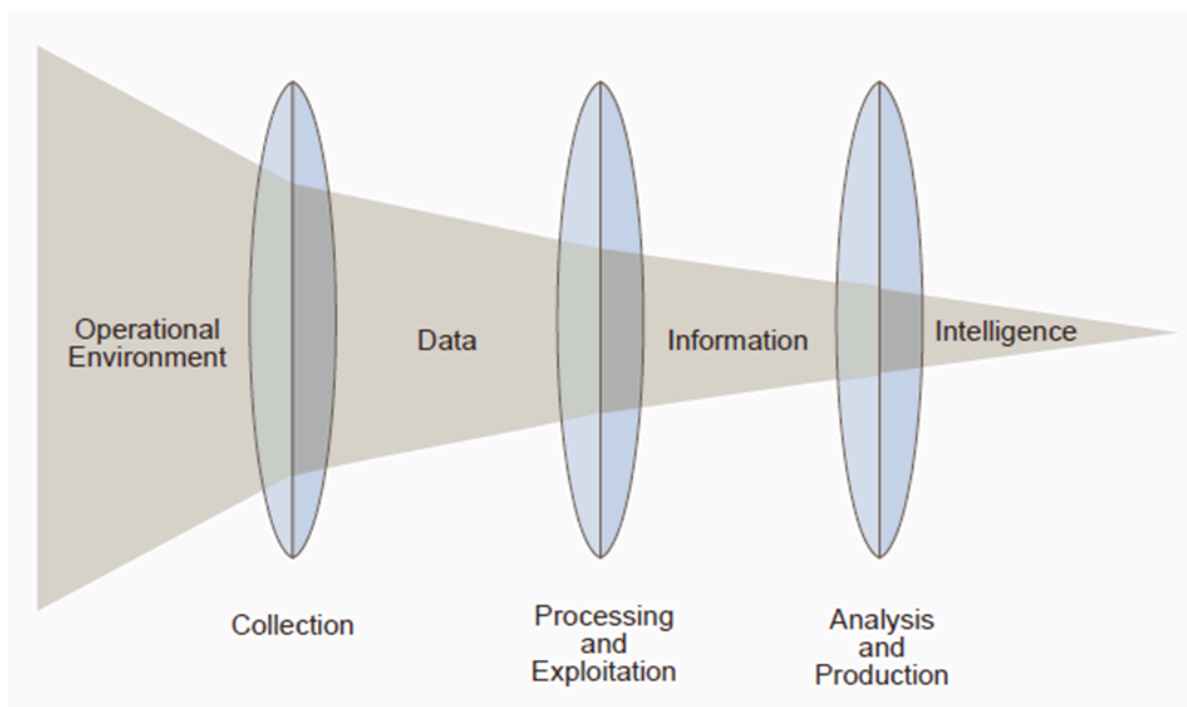 Operational
Environment
Data
Information
Intelligence
Collection
Processing
and
Exploitation
Analysis
and
Production